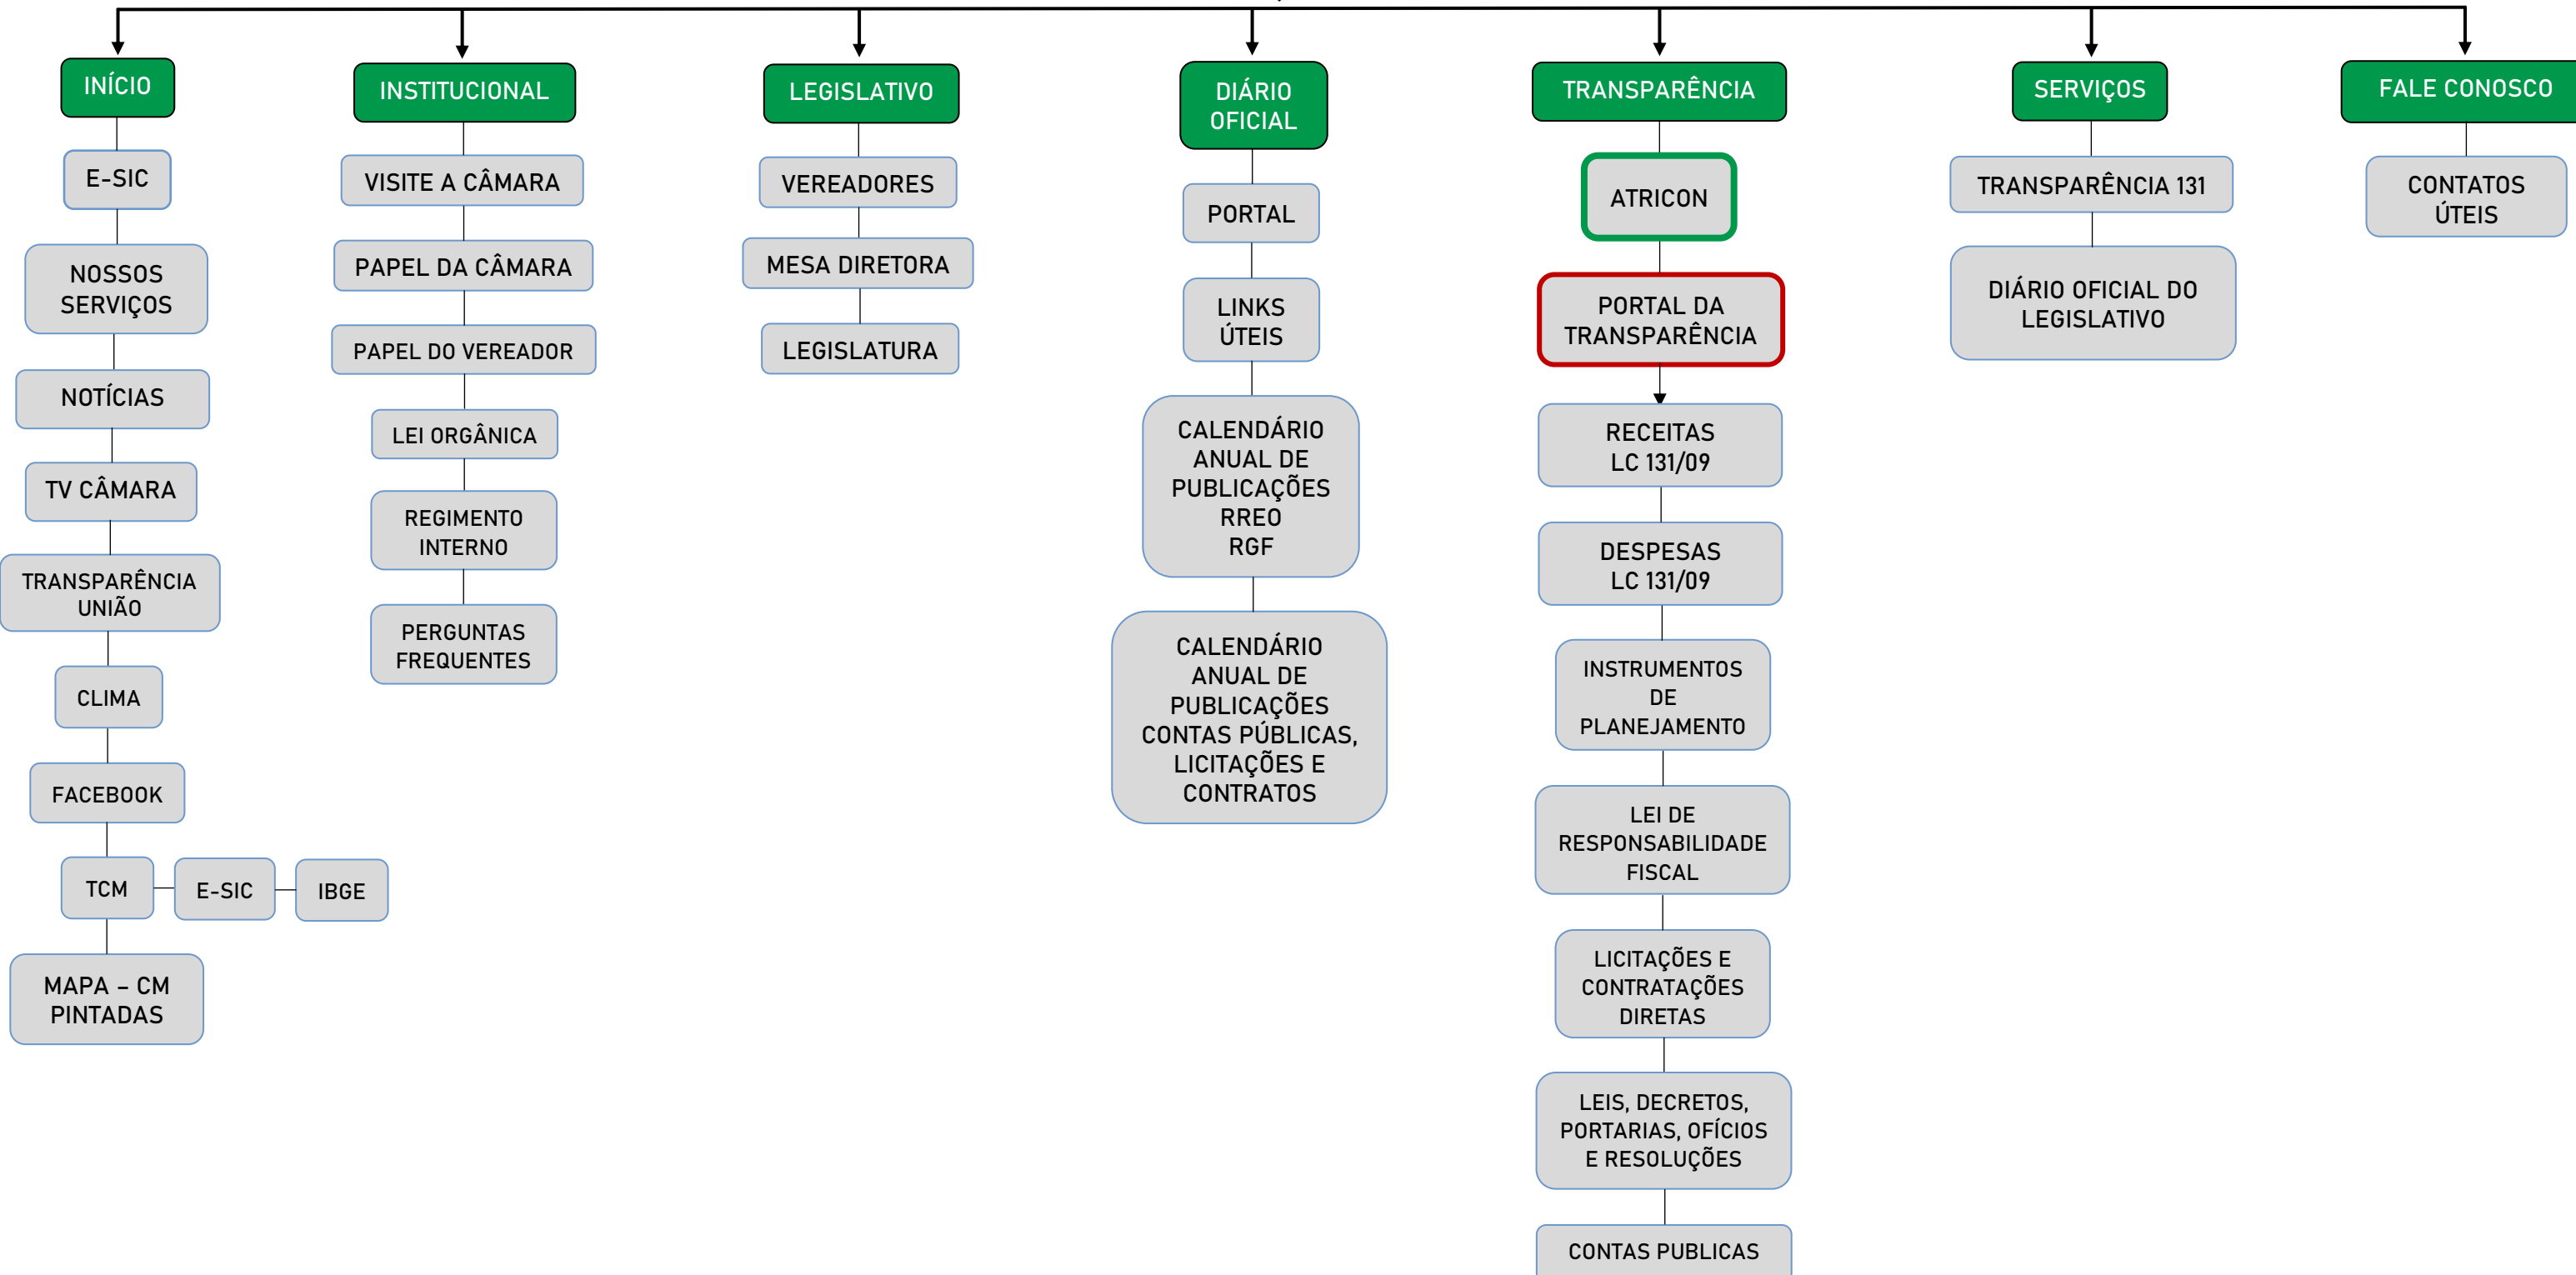 INÍCIO
E-SIC
NOSSOS
SERVIÇOS
NOTÍCIAS
TV CÂMARA
TRANSPARÊNCIA
UNIÃO
CLIMA
FACEBOOK
TCM
E-SIC
IBGE
MAPA – CM
PINTADAS
INSTITUCIONAL
VISITE A CÂMARA
PAPEL DA CÂMARA
PAPEL DO VEREADOR
LEI ORGÂNICA
REGIMENTO
INTERNO
PERGUNTAS
FREQUENTES
LEGISLATIVO
VEREADORES
MESA DIRETORA
LEGISLATURA
DIÁRIO
OFICIAL
PORTAL
LINKS
ÚTEIS
CALENDÁRIO
ANUAL DE
PUBLICAÇÕES
RREO
RGF
CALENDÁRIO
ANUAL DE
PUBLICAÇÕES
CONTAS PÚBLICAS,
LICITAÇÕES E
CONTRATOS
TRANSPARÊNCIA
ATRICON
PORTAL DA
TRANSPARÊNCIA
RECEITAS
LC 131/09
DESPESAS
LC 131/09
INSTRUMENTOS
DE
PLANEJAMENTO
LEI DE
RESPONSABILIDADE
FISCAL
LICITAÇÕES E
CONTRATAÇÕES
DIRETAS
LEIS, DECRETOS,
PORTARIAS, OFÍCIOS
E RESOLUÇÕES
CONTAS PUBLICAS
SERVIÇOS
TRANSPARÊNCIA 131
DIÁRIO OFICIAL DO
LEGISLATIVO
FALE CONOSCO
CONTATOS
ÚTEIS